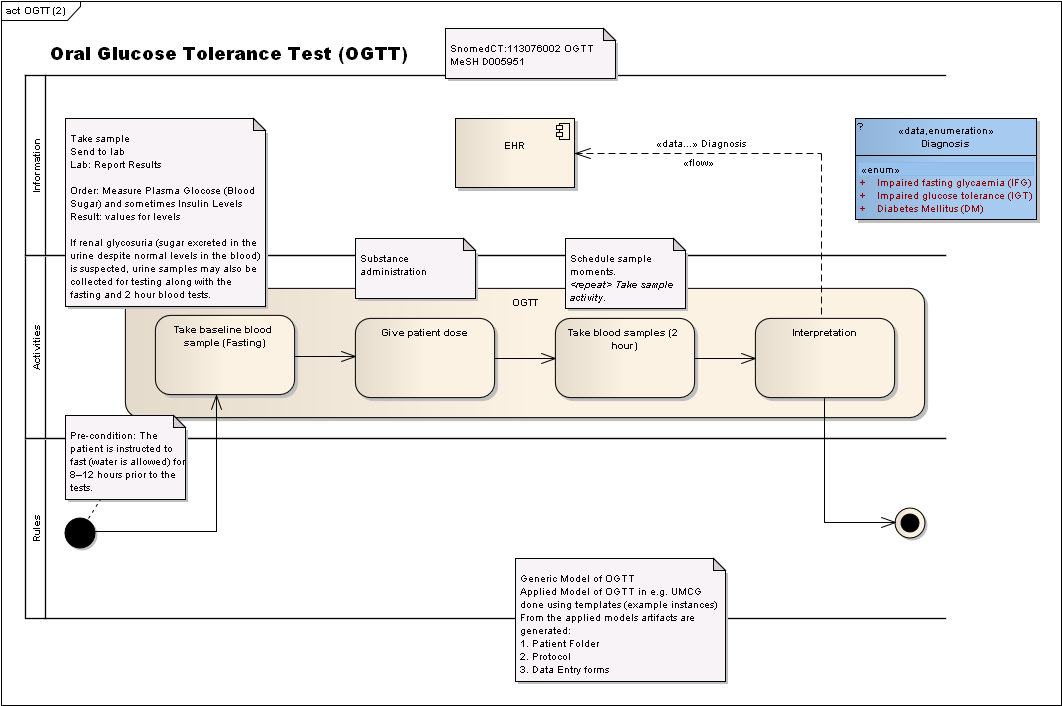 act OGTT(2)
Oral Glucose Tolerance Test (OGTT)
SnomedCT:113076002 OGTT
MeSH D005951
Information
Take sample
Send to lab
Lab: Report Results
Order: Measure Plasma Glocose (Blood
Sugar) and sometimes Insulin Levels
Result: values for levels
If renal glycosuria (sugar excreted in the
urine despite normal levels in the blood)
is suspected, urine samples may also be
collected for testing along with the
fasting and 2 hour blood tests.
EHR
«data...» Diagnosis
«flow»
?
«data,enumeration»
Diagnosis
«enum»
+ Impaired fasting glycaemia (IFG)
+ Impaired glucose tolerance (IGT)
+ Diabetes Mellitus (DM)
Substance
administration
Schedule sample
moments.
<repeat> Take sample
activity.
Activities
OGTT
Take baseline blood
sample (Fasting)
Give patient dose
Take blood samples (2
hour)
Interpretation
Rules
Pre-condition: The
patient is instructed to
fast (water is allowed) for
8–12 hours prior to the
tests.
Generic Model of OGTT
Applied Model of OGTT in e.g. UMCG
done using templates (example instances)
From the applied models artifacts are
generated:
1. Patient Folder
2. Protocol
3. Data Entry forms